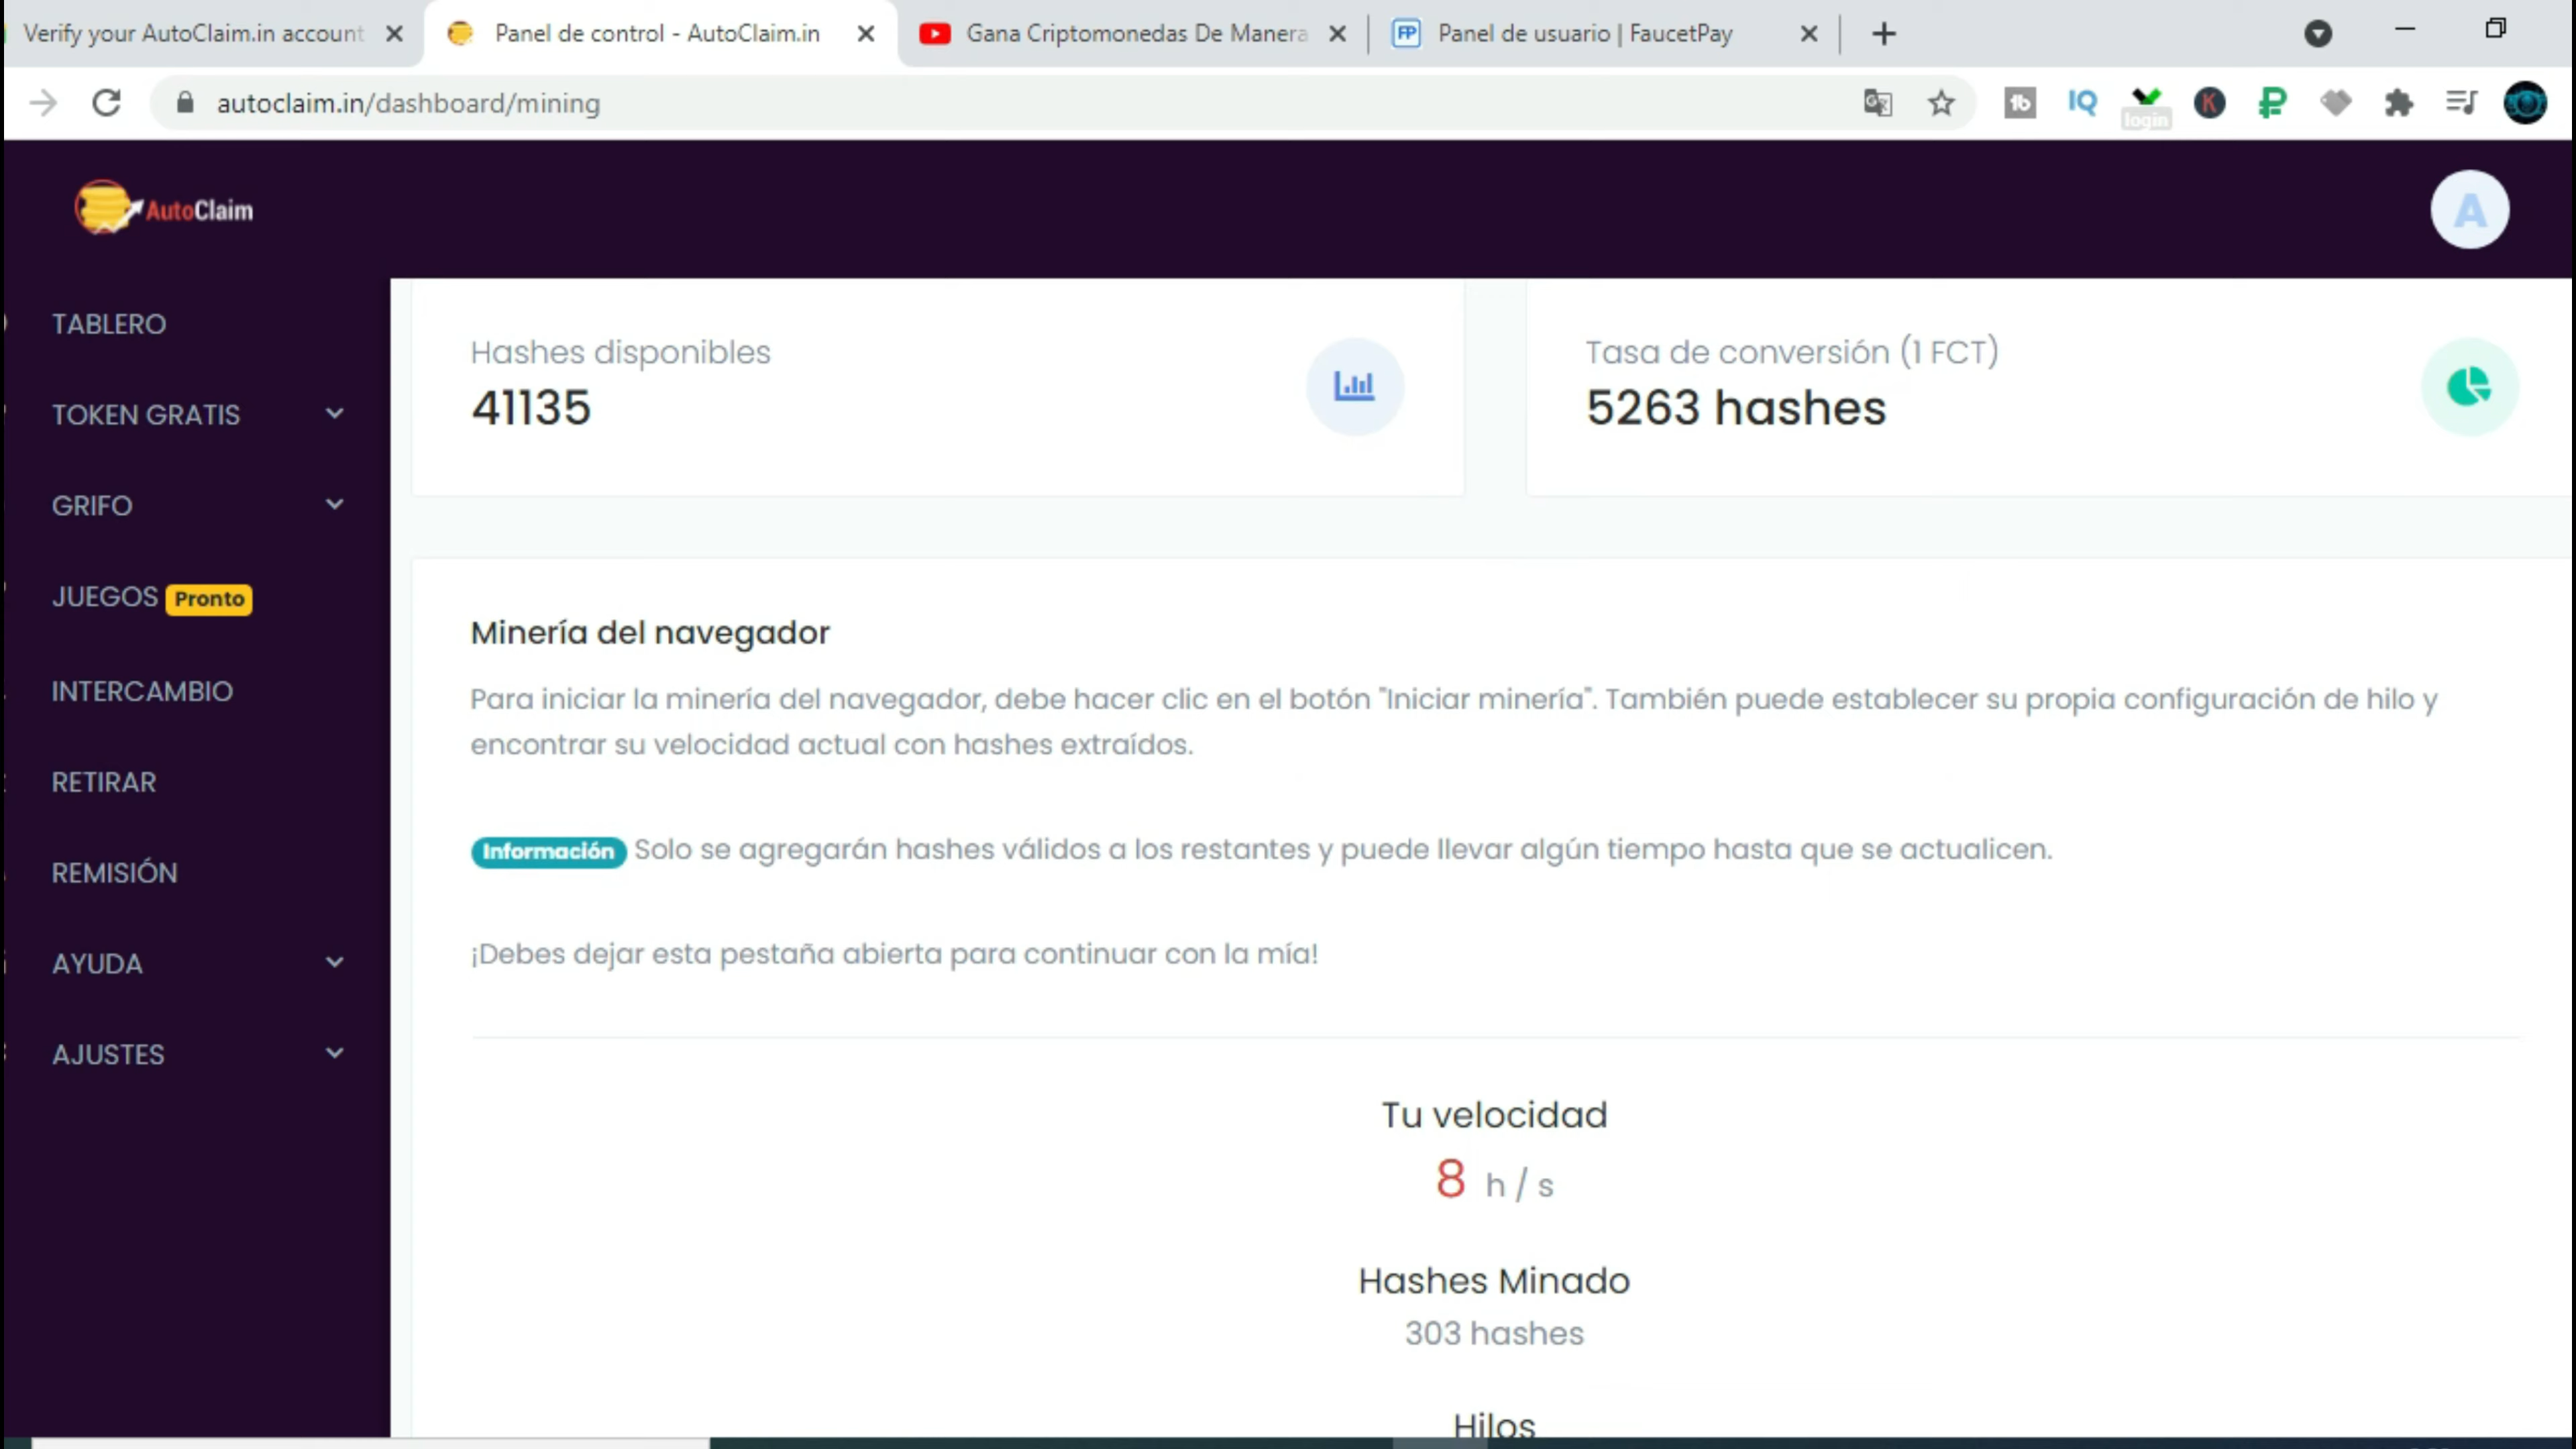 Verify your AutoClaim.in account
Panel de control - AutoClaim.in
Gana Criptomonedas De Manera
FP
Panel de usuario | FaucetPay
autoclaim.in/dashboard/mining
tb
IQ
login
K
AutoClaim
A
TABLERO
TOKEN GRATIS
GRIFO
JUEGOS Pronto
INTERCAMBIO
RETIRAR
REMISIÓN
AYUDA
AJUSTES
Hashes disponibles
41135
Tasa de conversión (1 FCT)
5263 hashes
Minería del navegador
Para iniciar la minería del navegador, debe hacer clic en el botón "Iniciar minería". También puede establecer su propia configuración de hilo y
encontrar su velocidad actual con hashes extraídos.
Información Solo se agregarán hashes válidos a los restantes y puede llevar algún tiempo hasta que se actualicen.
¡Debes dejar esta pestaña abierta para continuar con la mía!
Tu velocidad
8 h / s
Hashes Minado
303 hashes
Hilos